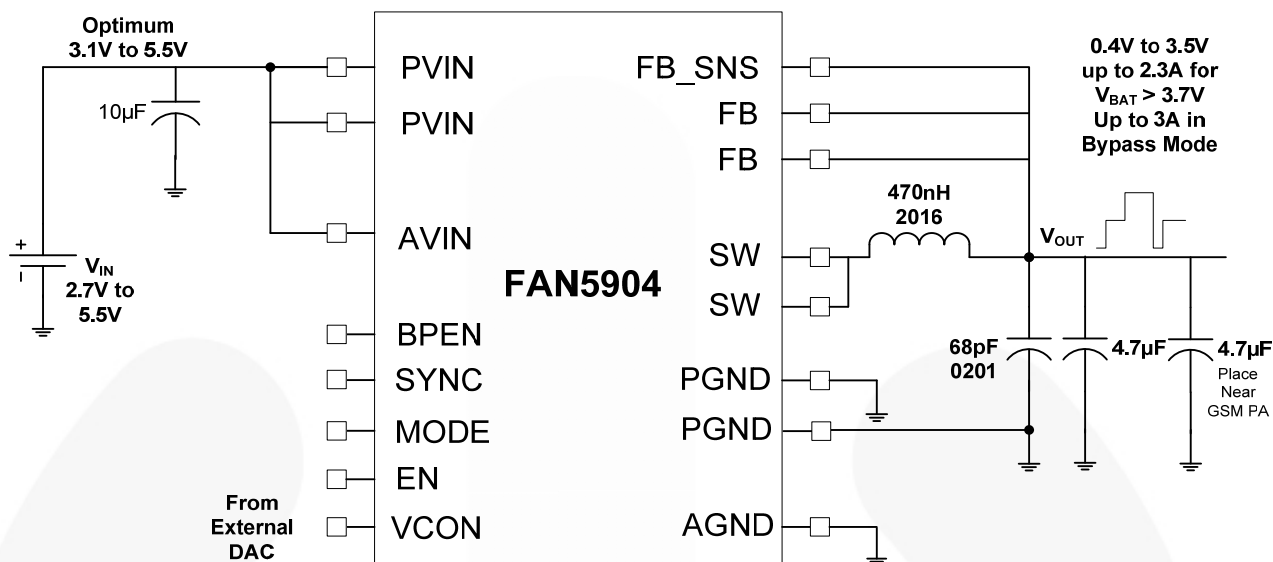 Optimum
3.1V to 5.5V
10µF
+
–
V_IN
2.7V to
5.5V
From
External
DAC
PVIN
PVIN
AVIN
BPEN
SYNC
MODE
EN
VCON
FAN5904
FB_SNS
FB
FB
SW
SW
PGND
PGND
AGND
470nH
2016
V_OUT
0.4V to 3.5V
up to 2.3A for
V_BAT > 3.7V
Up to 3A in
Bypass Mode
68pF
0201
4.7µF
4.7µF
Place
Near
GSM PA